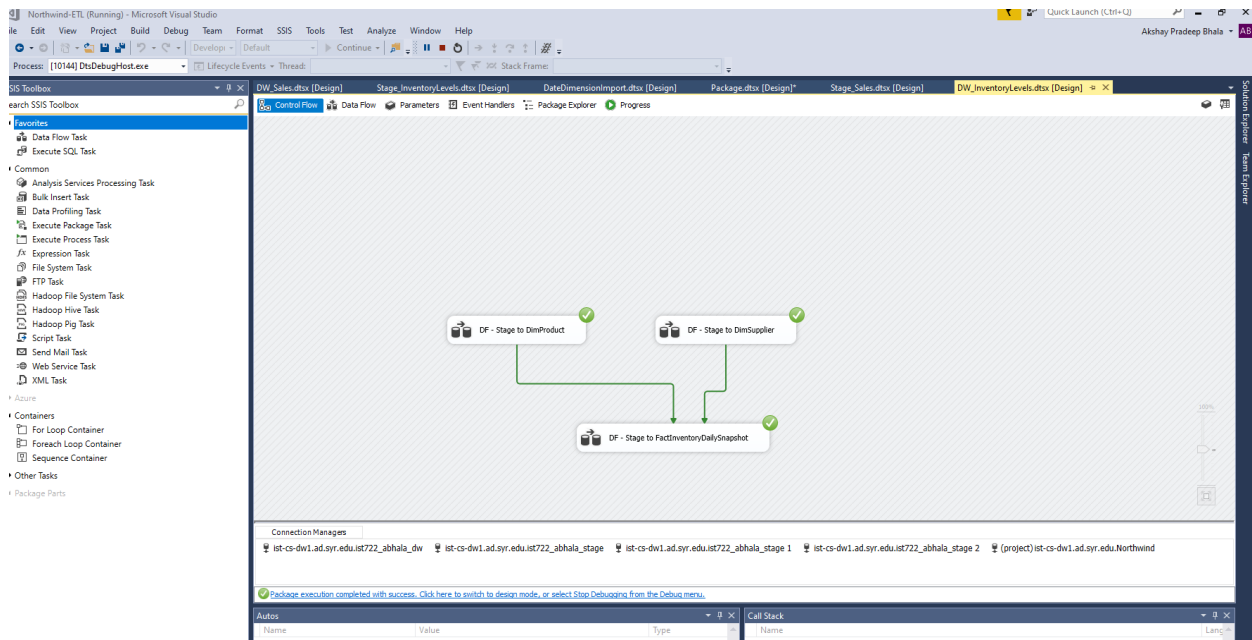 Northwind-ETL (Running) - Microsoft Visual Studio
Quick Launch (Ctrl+Q)
ile Edit View Project Build Debug Team Format SSIS Tools Test Analyze Window Help
Akshay Pradeep Bhala AB
Developi Default Continue
Process: [10144] DtsDebugHost.exe Lifecycle Events Thread: Stack Frame:
SIS Toolbox
DW_Sales.dtsx [Design] Stage_InventoryLevels.dtsx [Design] DateDimensionImport.dtsx [Design] Package.dtsx [Design]* Stage_Sales.dtsx [Design] DW_InventoryLevels.dtsx [Design]
earch SSIS Toolbox
Control Flow Data Flow Parameters Event Handlers Package Explorer Progress
Solution Explorer
Team Explorer
Favorites
Data Flow Task
Execute SQL Task
Common
Analysis Services Processing Task
Bulk Insert Task
Data Profiling Task
Execute Package Task
Execute Process Task
Expression Task
File System Task
FTP Task
Hadoop File System Task
Hadoop Hive Task
Hadoop Pig Task
Script Task
Send Mail Task
Web Service Task
XML Task
Azure
Containers
For Loop Container
Foreach Loop Container
Sequence Container
Other Tasks
Package Parts
DF - Stage to DimProduct
DF - Stage to DimSupplier
DF - Stage to FactInventoryDailySnapshot
100%
Connection Managers
ist-cs-dw1.ad.syr.edu.ist722_abhala_dw ist-cs-dw1.ad.syr.edu.ist722_abhala_stage ist-cs-dw1.ad.syr.edu.ist722_abhala_stage 1 ist-cs-dw1.ad.syr.edu.ist722_abhala_stage 2 (project) ist-cs-dw1.ad.syr.edu.Northwind
Package execution completed with success. Click here to switch to design mode, or select Stop Debugging from the Debug menu.
Autos
Name Value Type
Call Stack
Name Lang